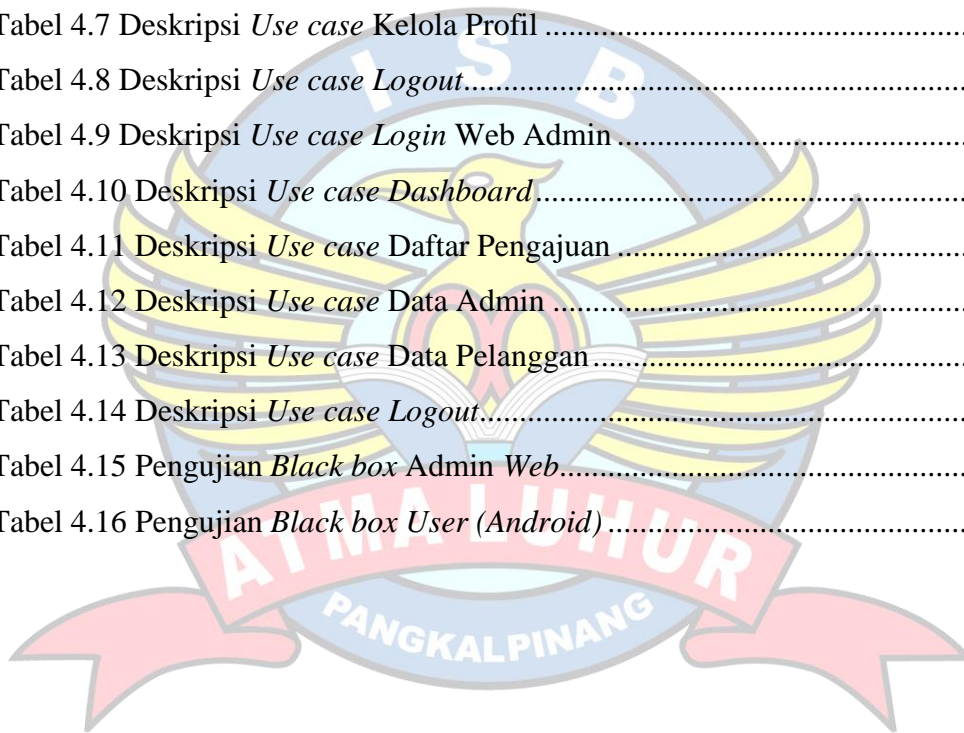 Tabel 4.7 Deskripsi Use case Kelola Profil ..............................................
Tabel 4.8 Deskripsi Use case Logout......................................................
Tabel 4.9 Deskripsi Use case Login Web Admin ......................................
Tabel 4.10 Deskripsi Use case Dashboard...............................................
Tabel 4.11 Deskripsi Use case Daftar Pengajuan ......................................
Tabel 4.12 Deskripsi Use case Data Admin .............................................
Tabel 4.13 Deskripsi Use case Data Pelanggan.........................................
Tabel 4.14 Deskripsi Use case Logout....................................................
Tabel 4.15 Pengujian Black box Admin Web............................................
Tabel 4.16 Pengujian Black box User (Android) .......................................
I S B
ATMA LUHUR
PANGKALPINANG